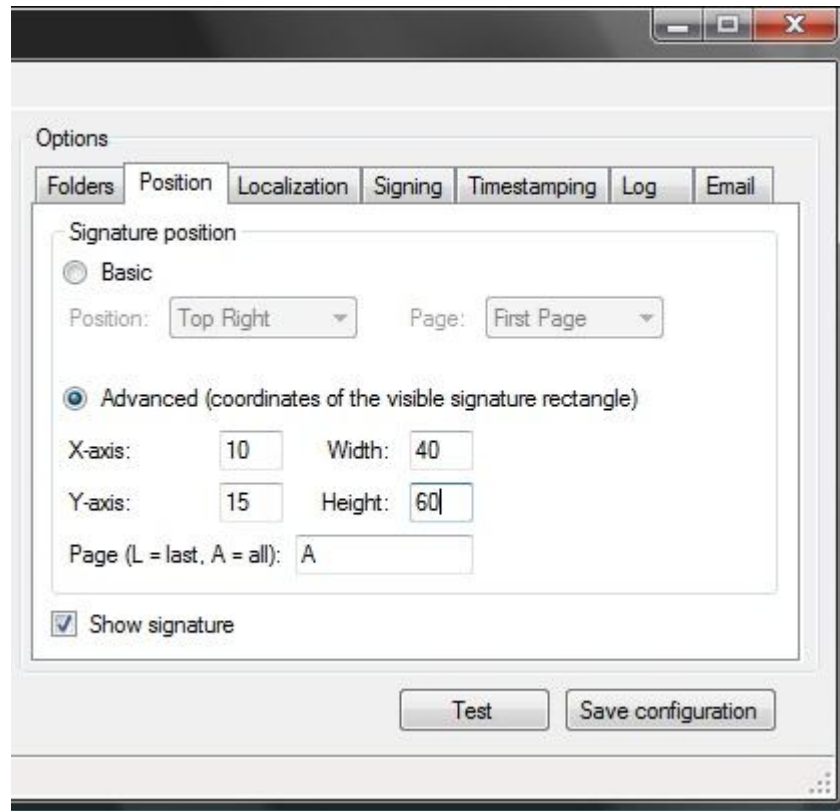 Options
Folders Position Localization Signing Timestamping Log Email
Signature position
Basic
Position: Top Right Page: First Page
Advanced (coordinates of the visible signature rectangle)
X-axis: 10 Width: 40
Y-axis: 15 Height: 60
Page (L = last, A = all): A
Show signature
Test Save configuration